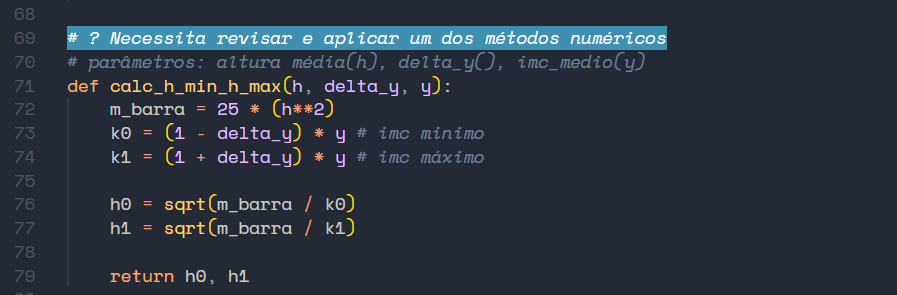 68
69 # ? Necessita revisar e aplicar um dos métodos numéricos
70 # parâmetros: altura média(h), delta_y(), imc_medio(y)
71 def calc_h_min_h_max(h, delta_y, y):
72     m_barra = 25 * (h**2)
73     k0 = (1 - delta_y) * y # imc minimo
74     k1 = (1 + delta_y) * y # imc máximo
75
76     h0 = sqrt(m_barra / k0)
77     h1 = sqrt(m_barra / k1)
78
79     return h0, h1